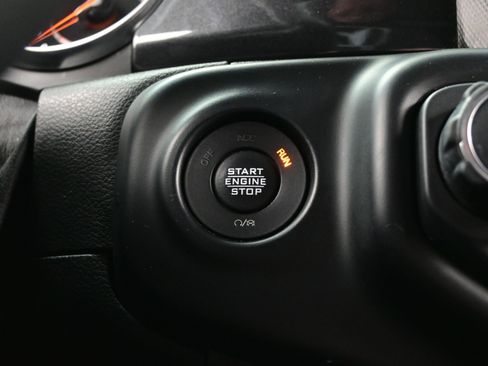 ACC
OFF
RUN
START
ENGINE
STOP